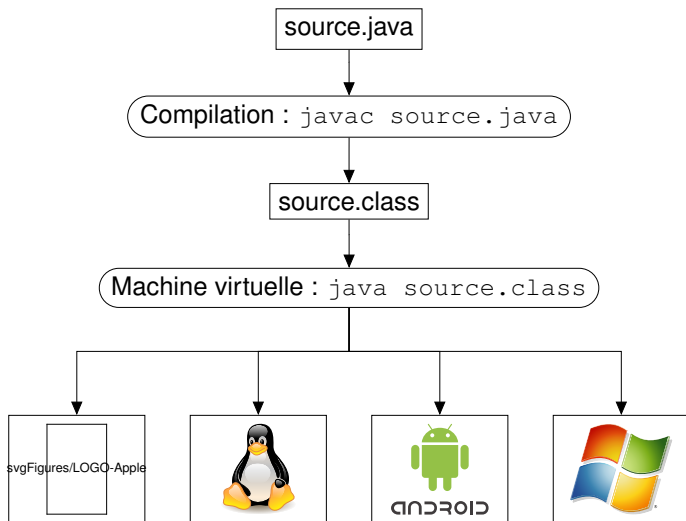 source.java
Compilation : javac source.java
source.class
Machine virtuelle : java source.class
svgFigures/LOGO-Apple
ANDROID